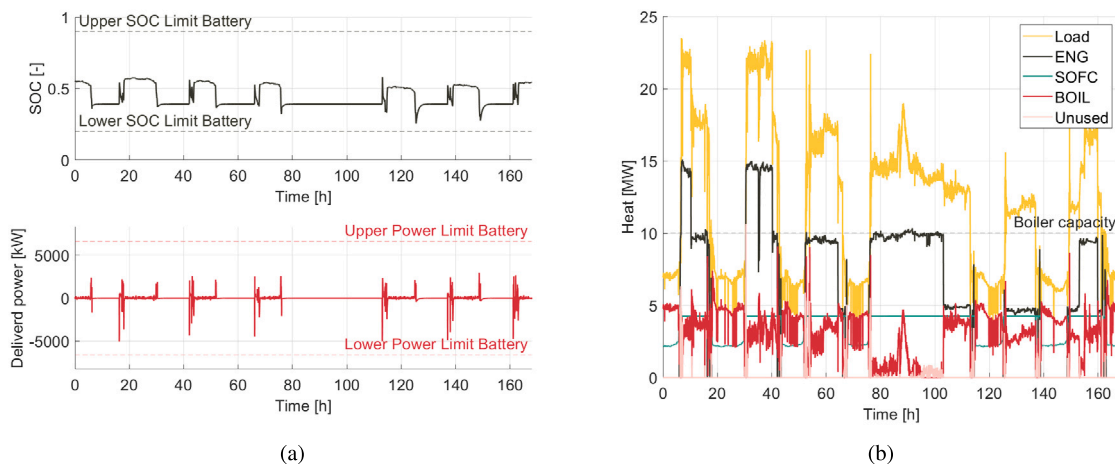 1
Upper SOC Limit Battery
SOC [-]
0.5
Lower SOC Limit Battery
0
0 20 40 60 80 100 120 140 160
Time [h]
Upper Power Limit Battery
Deliverd power [kW]
5000
0
-5000
Lower Power Limit Battery
0 20 40 60 80 100 120 140 160
Time [h]
(a)
25
Load
ENG
SOFC
BOIL
Unused
20
15
Heat [MW]
Boiler capacity
10
5
0
0 20 40 60 80 100 120 140 160
Time [h]
(b)